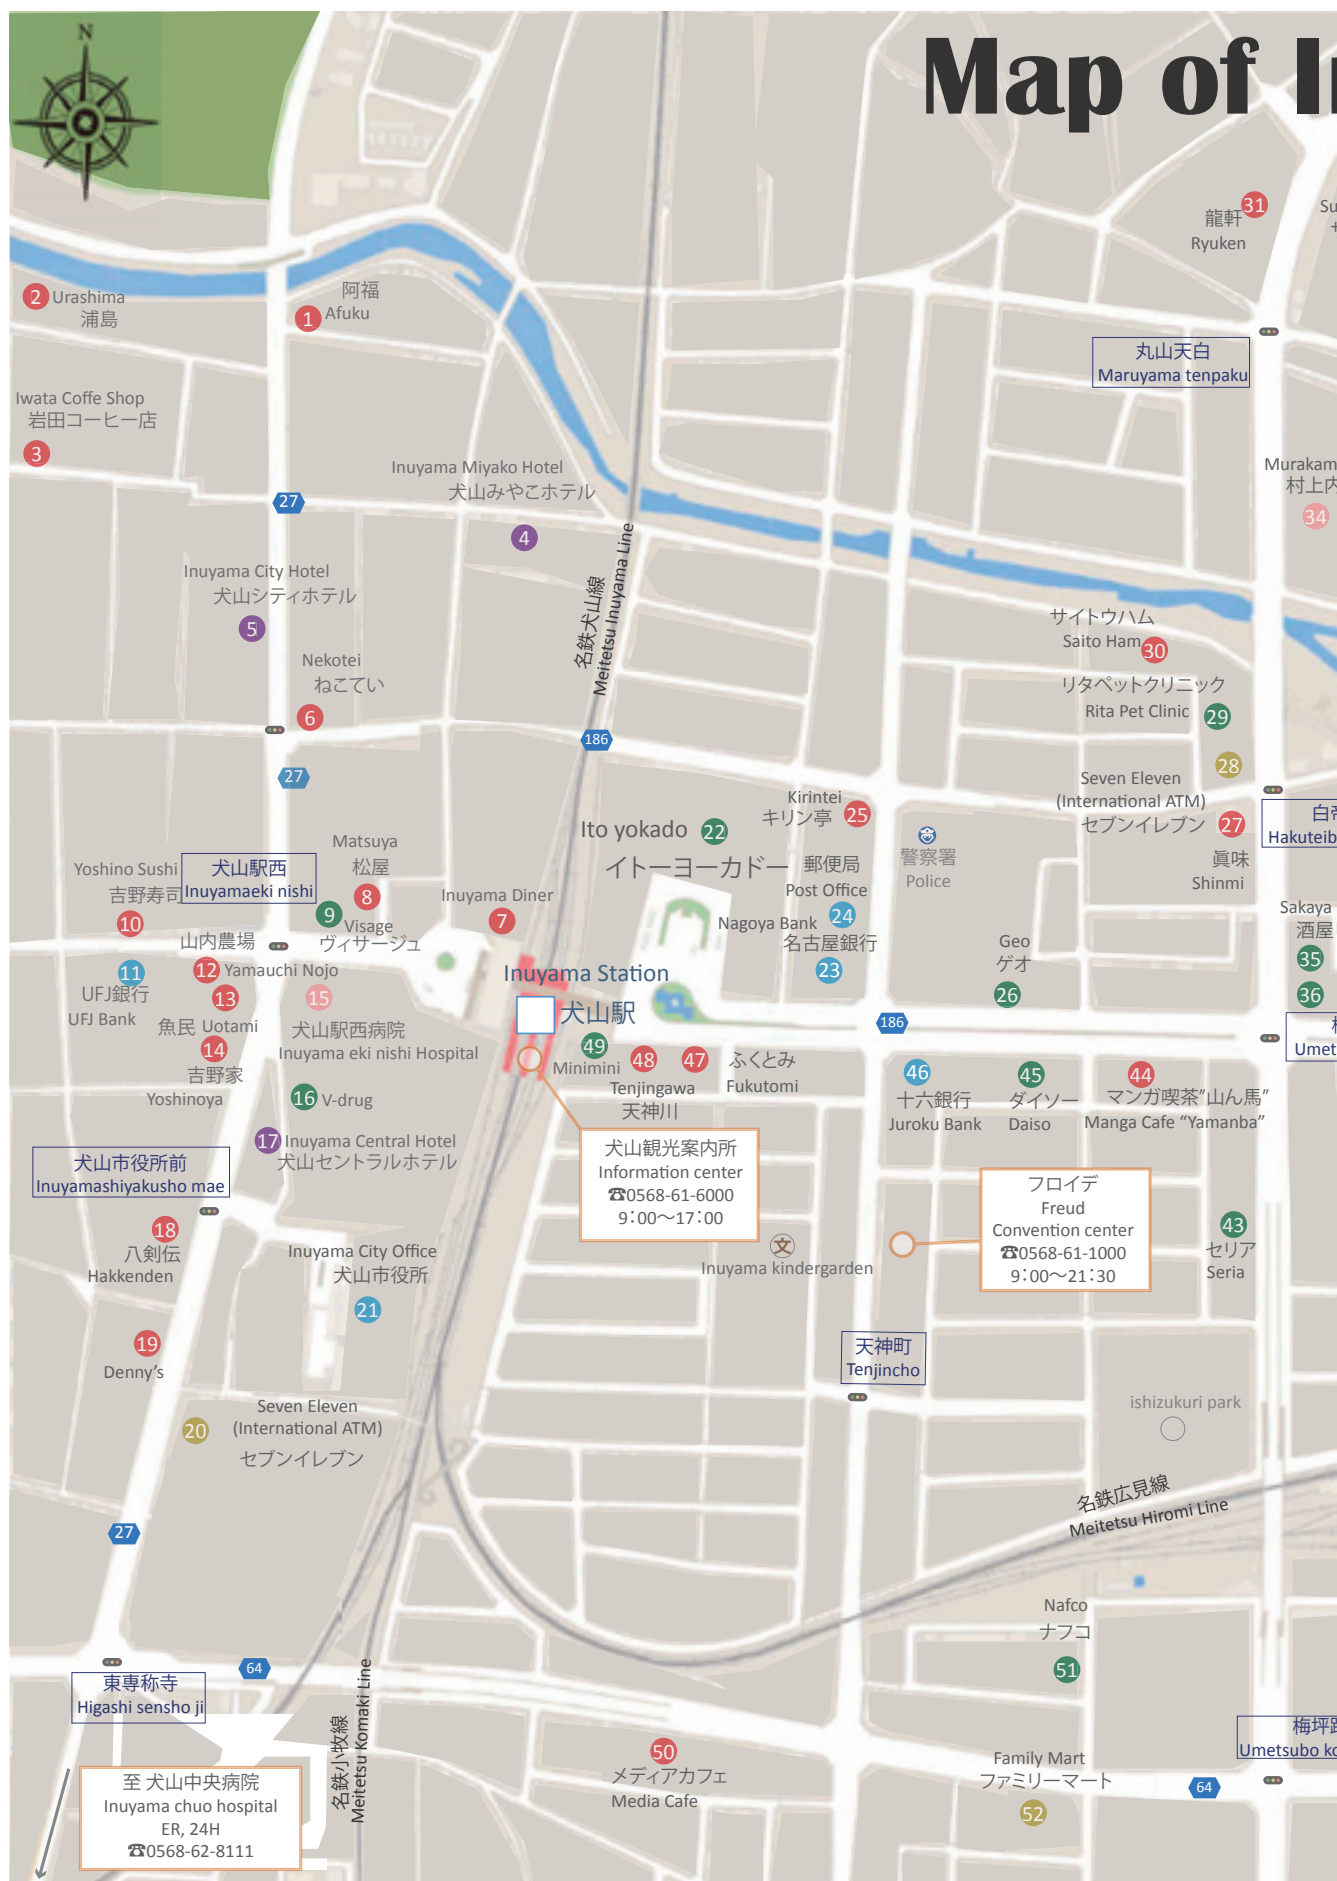 N
Map of I
31
龍軒
Ryuken
Su
2
Urashima
浦島
阿福
1
Afuku
丸山天白
Maruyama tenpaku
Iwata Coffe Shop
岩田コーヒー店
3
Inuyama Miyako Hotel
犬山みやこホテル
4
27
Murakam
村上内
34
名鉄犬山線
Meitetsu Inuyama Line
Inuyama City Hotel
犬山シティホテル
5
サイトウハム
Saito Ham
30
Nekotei
ねこてい
6
リタペットクリニック
Rita Pet Clinic
29
186
27
28
Seven Eleven
(International ATM)
セブンイレブン
27
眞味
Shinmi
Hakuteib
Kirintei
キリン亭
25
Ito yokado
22
イトーヨーカドー
警察署
Police
郵便局
Post Office
24
Nagoya Bank
名古屋銀行
23
Matsuya
松屋
8
Yoshino Sushi
吉野寿司
10
犬山駅西
Inuyamaeki nishi
9
Visage
ヴィサージュ
Inuyama Diner
7
Sakaya
酒屋
35
36
Geo
ゲオ
26
山内農場
12
Yamauchi Nojo
11
UFJ銀行
UFJ Bank
13
魚民 Uotami
14
吉野家
Yoshinoya
15
犬山駅西病院
Inuyama eki nishi Hospital
Inuyama Station
犬山駅
186
Umet
49
Minimini
48
Tenjingawa
天神川
47
ふくとみ
Fukutomi
46
十六銀行
Juroku Bank
45
ダイソー
Daiso
44
マンガ喫茶”山ん馬”
Manga Cafe “Yamanba”
16
V-drug
17
Inuyama Central Hotel
犬山セントラルホテル
犬山市役所前
Inuyamashiyakusho mae
犬山観光案内所
Information center
☎0568-61-6000
9:00〜17:00
フロイデ
Freud
Convention center
☎0568-61-1000
9:00〜21:30
18
八剣伝
Hakkenden
Inuyama City Office
犬山市役所
21
文
Inuyama kindergarden
43
セリア
Seria
19
Denny’s
天神町
Tenjincho
20
Seven Eleven
(International ATM)
セブンイレブン
ishizukuri park
名鉄広見線
Meitetsu Hiromi Line
27
Nafco
ナフコ
51
64
東専称寺
Higashi sensho ji
名鉄小牧線
Meitetsu Komaki Line
梅坪
Umetsubo ko
50
メディアカフェ
Media Cafe
Family Mart
ファミリーマート
52
64
至 犬山中央病院
Inuyama chuo hospital
ER, 24H
☎0568-62-8111